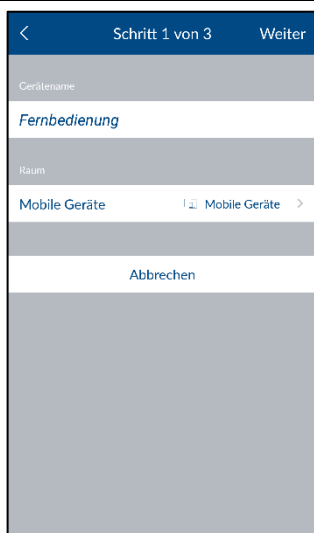 Schritt 1 von 3 Weiter
Gerätename
Fernbedienung
Raum
Mobile Geräte Mobile Geräte
Abbrechen